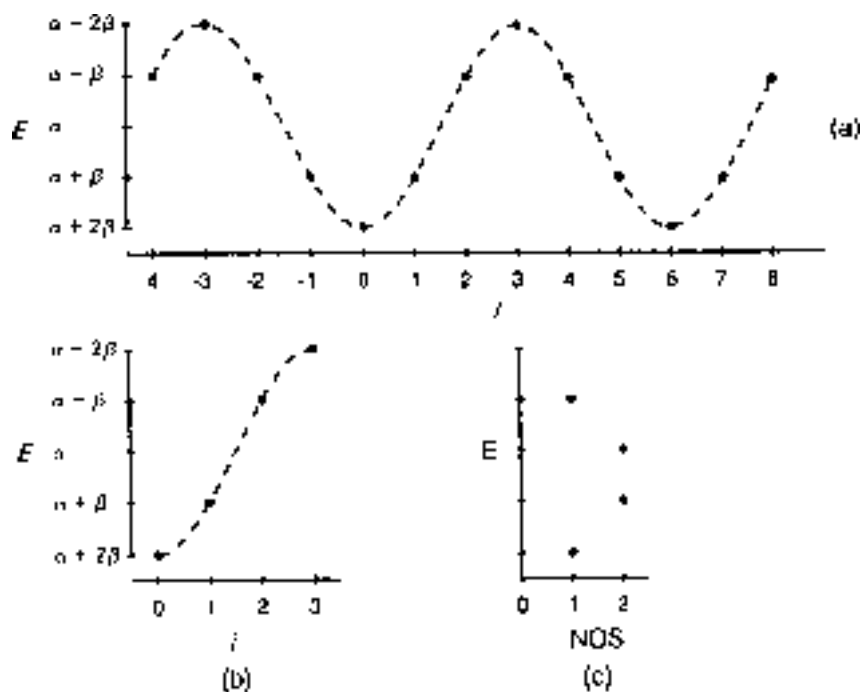 α − 2β
α − β
E α (a)
α + β
α + 2β
4 -3 -2 -1 0 1 2 3 4 5 6 7 8
α − 2β
α − β
E α E
α + β
α + 2β
0 1 2 3 0 1 2
i NOS
(b) (c)